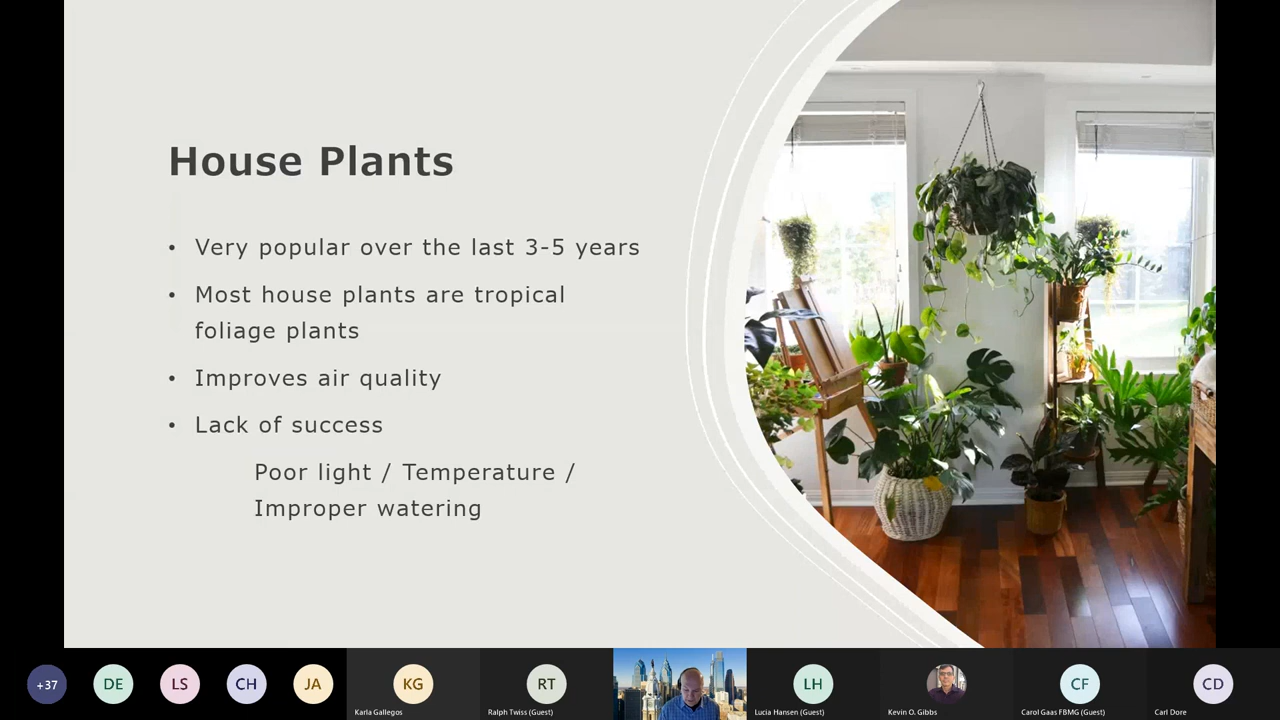 House Plants
• Very popular over the last 3-5 years
• Most house plants are tropical
foliage plants
• Improves air quality
• Lack of success
Poor light / Temperature /
Improper watering
+37
DE
LS
CH
JA
KG
RT
LH
CF
CD
Karla Gallegos
Ralph Twiss (Guest)
Lucia Hansen (Guest)
Kevin O. Gibbs
Carol Gaas FBMG (Guest)
Carl Dore